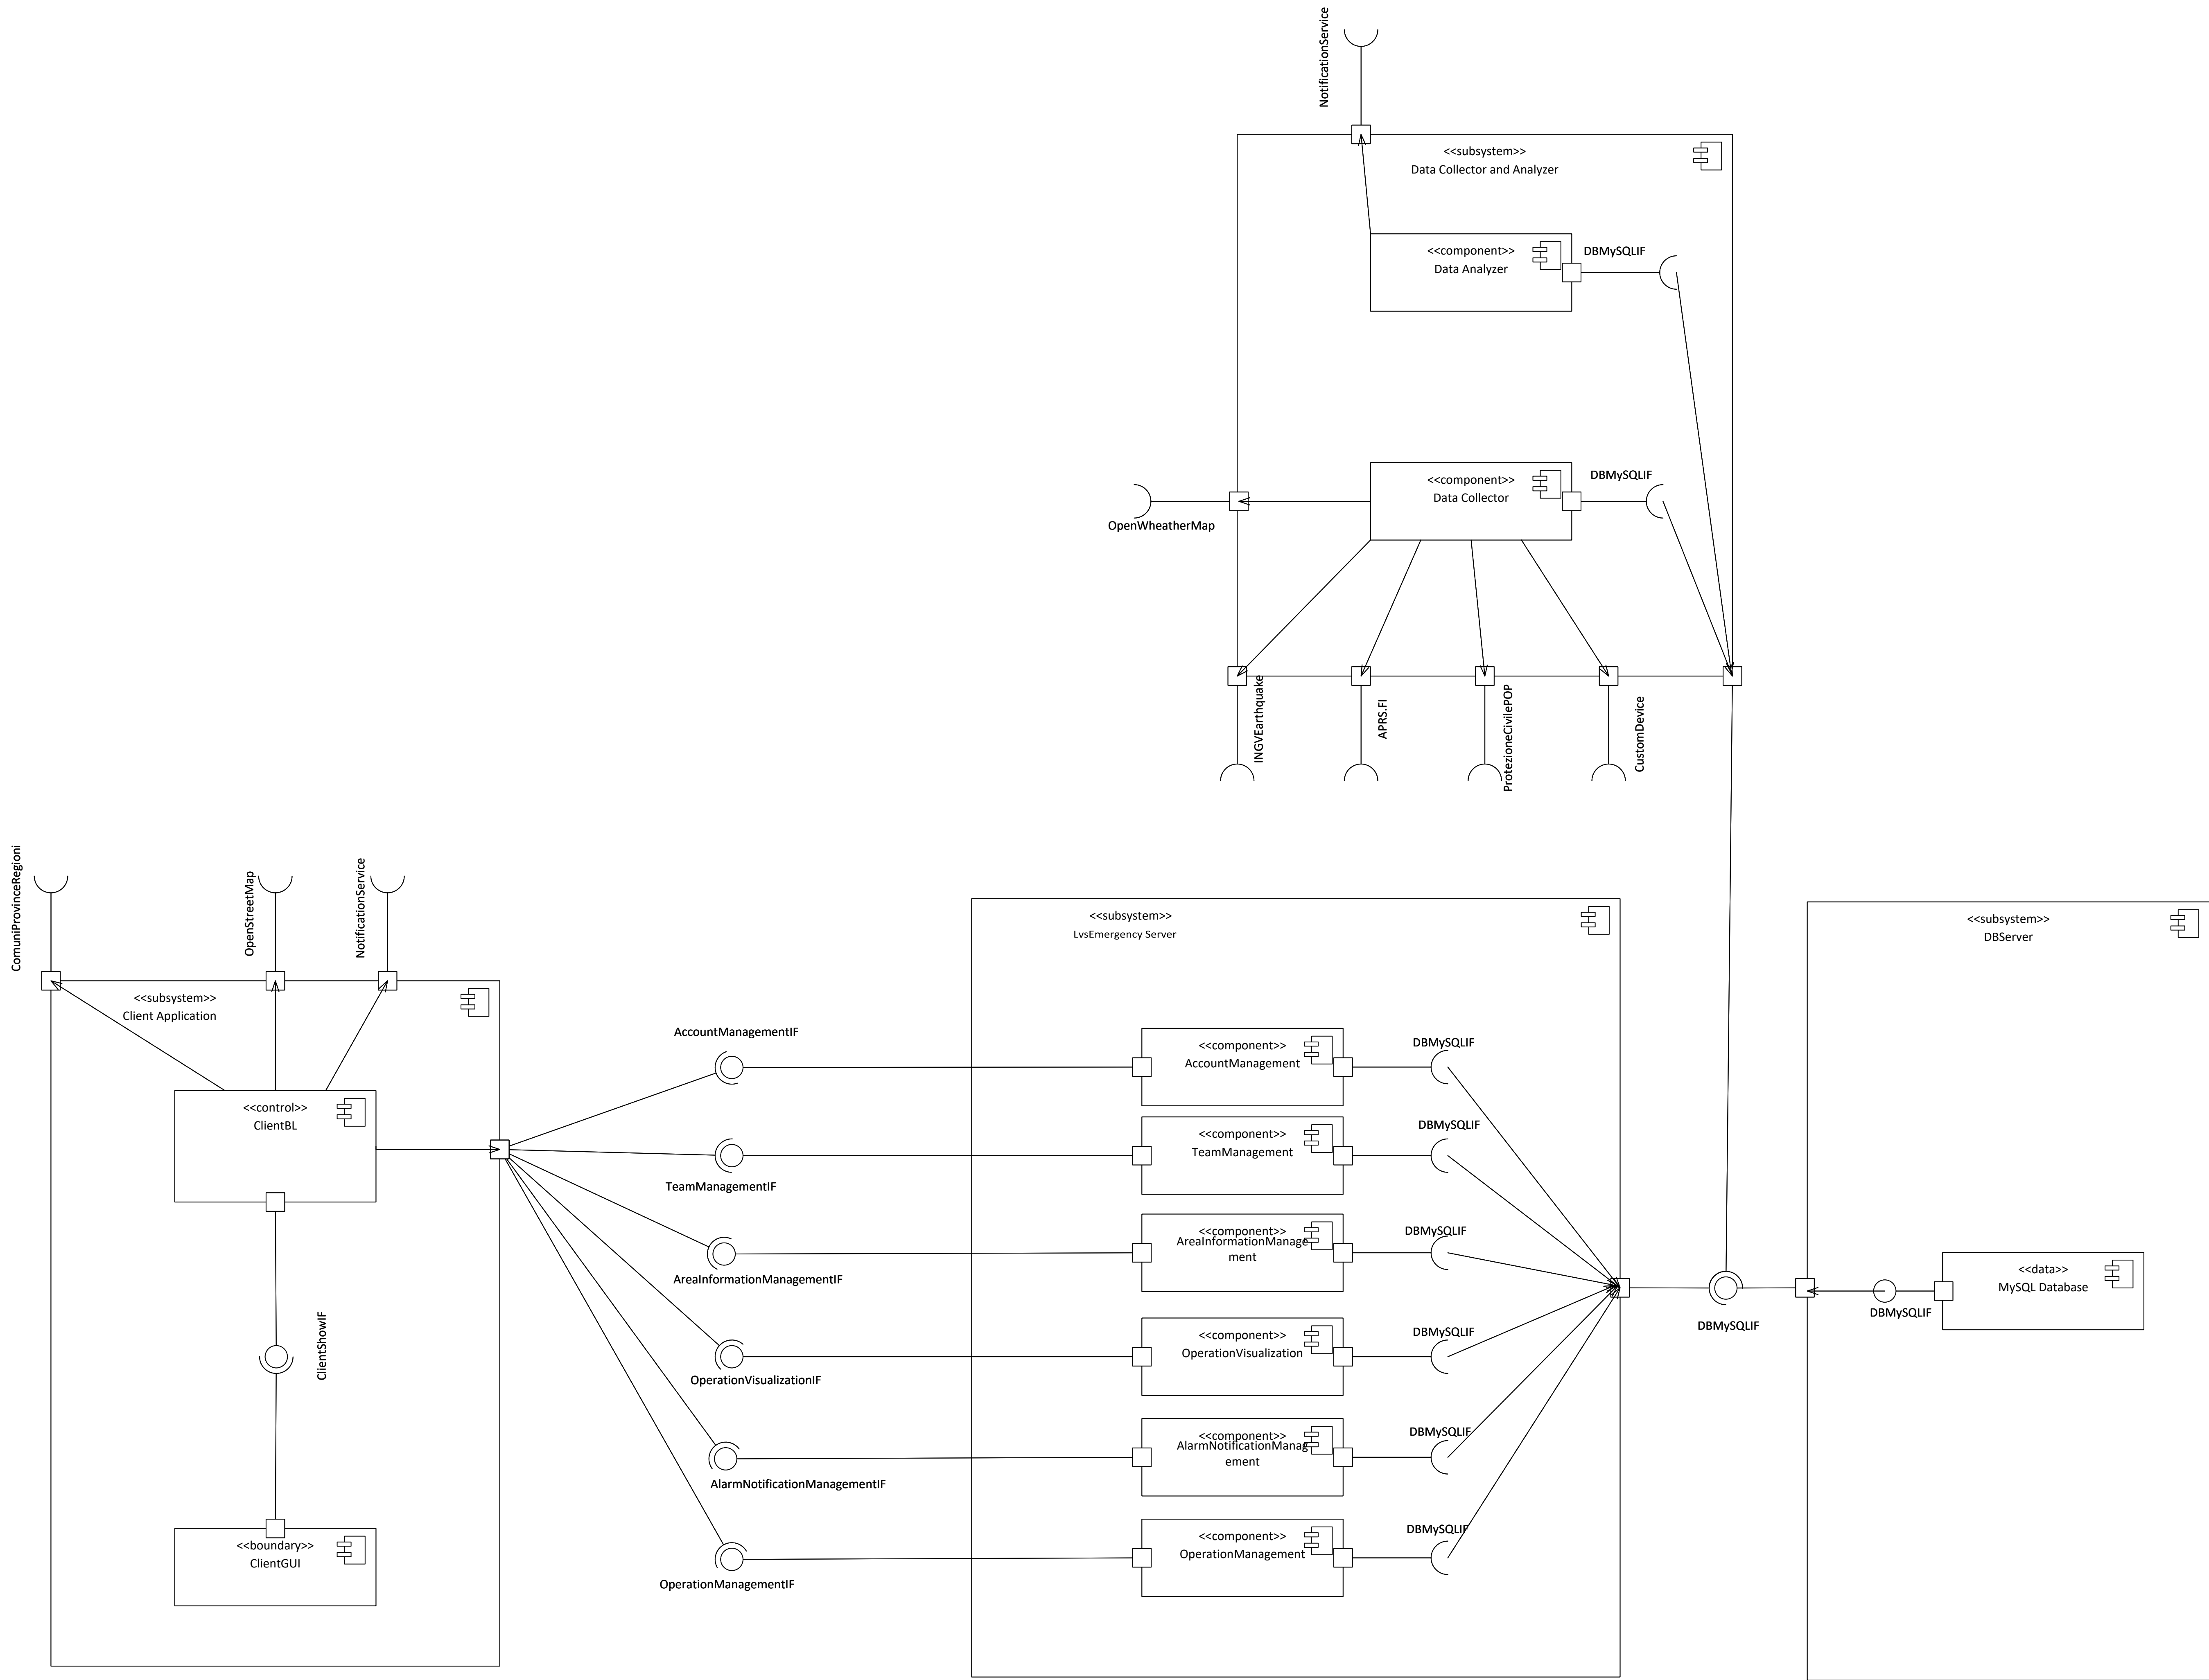 NotificationService
<<subsystem>>
Data Collector and Analyzer
<<component>>
Data Analyzer
DBMySQLIF
<<component>>
Data Collector
DBMySQLIF
OpenWheatherMap
INGVEarthquake
APRS.FI
ProtezioneCivilePOP
CustomDevice
ComuniProvinceRegioni
OpenStreetMap
NotificationService
<<subsystem>>
Client Application
<<control>>
ClientBL
ClientShowIF
<<boundary>>
ClientGUI
AccountManagementIF
TeamManagementIF
AreaInformationManagementIF
OperationVisualizationIF
AlarmNotificationManagementIF
OperationManagementIF
<<subsystem>>
LvsEmergency Server
<<component>>
AccountManagement
DBMySQLIF
<<component>>
TeamManagement
DBMySQLIF
<<component>>
AreaInformationManage
ment
DBMySQLIF
<<component>>
OperationVisualization
DBMySQLIF
<<component>>
AlarmNotificationManag
ement
DBMySQLIF
<<component>>
OperationManagement
DBMySQLIF
DBMySQLIF
<<subsystem>>
DBServer
DBMySQLIF
<<data>>
MySQL Database